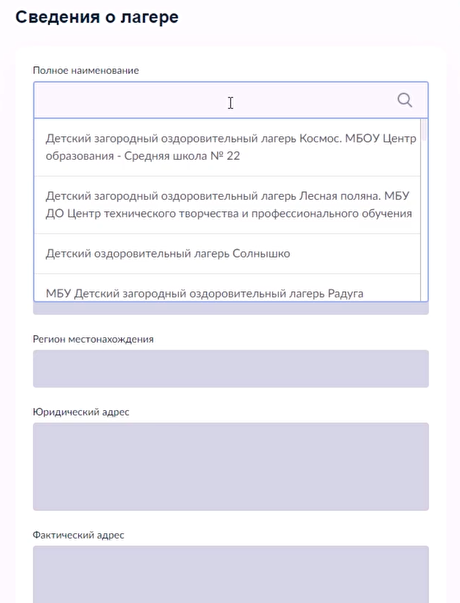 Сведения о лагере
Полное наименование
Детский загородный оздоровительный лагерь Космос. МБОУ Центр
образования - Средняя школа № 22
Детский загородный оздоровительный лагерь Лесная поляна. МБУ
ДО Центр технического творчества и профессионального обучения
Детский оздоровительный лагерь Солнышко
МБУ Детский загородный оздоровительный лагерь Радуга
Регион местонахождения
Юридический адрес
Фактический адрес